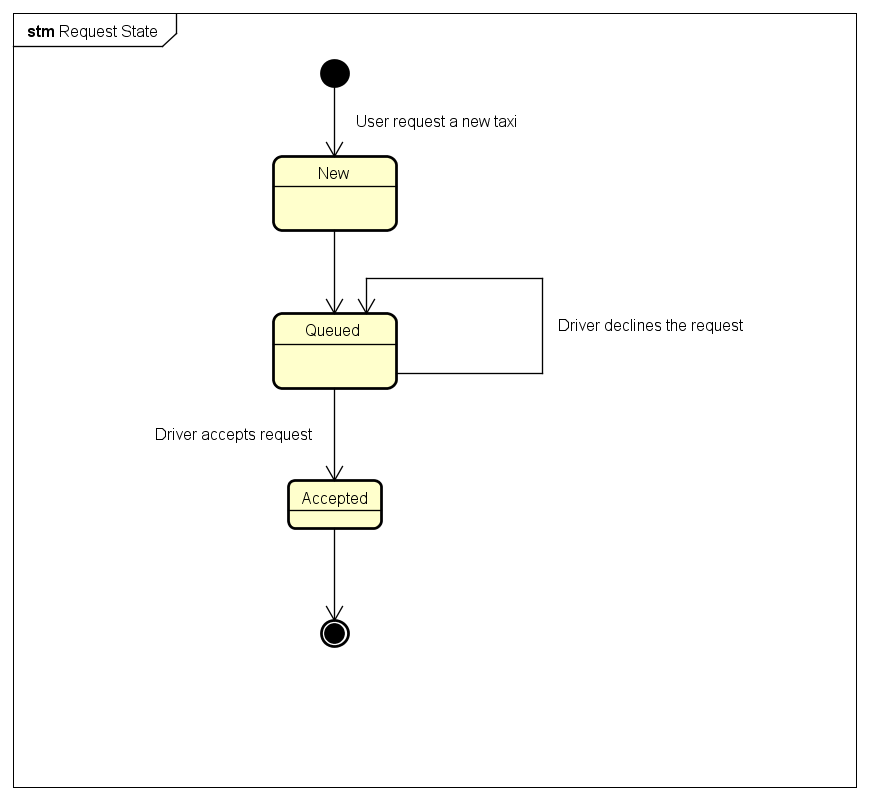 stm Request State
User request a new taxi
New
Queued
Driver declines the request
Driver accepts request
Accepted